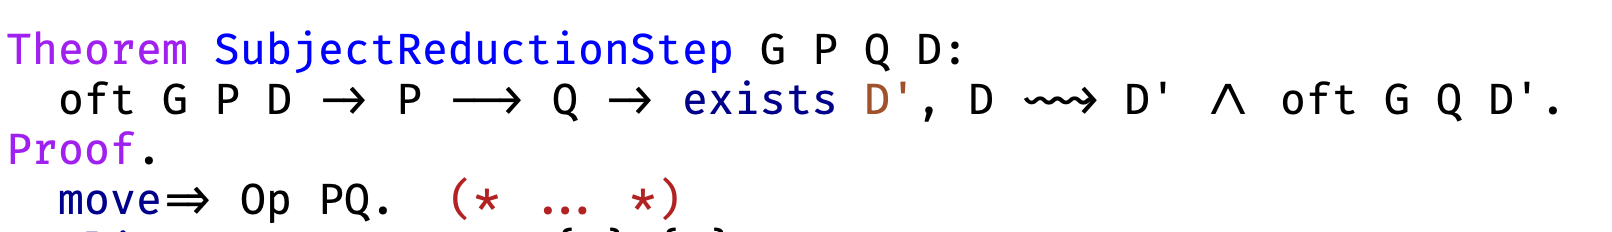 Theorem SubjectReductionStep G P Q D:
  oft G P D → P ⟶ Q → exists D', D ⟿ D' ∧ oft G Q D'.
Proof.
  move⇒ Op PQ.  (* … *)